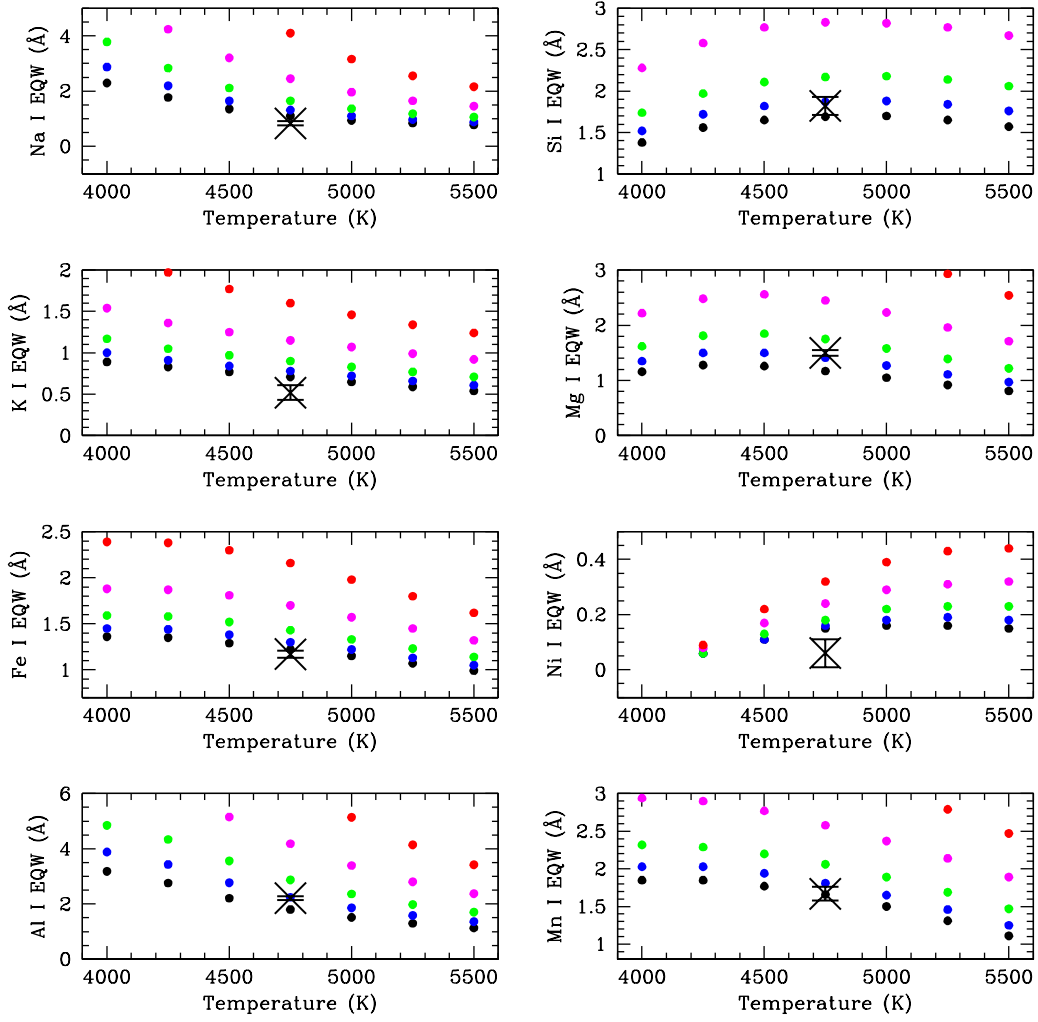 4
2
0
Na I EQW (Å)
4000 4500 5000 5500
Temperature (K)
3
2.5
2
1.5
1
Si I EQW (Å)
4000 4500 5000 5500
Temperature (K)
2
1.5
1
0.5
0
K I EQW (Å)
4000 4500 5000 5500
Temperature (K)
3
2
1
0
Mg I EQW (Å)
4000 4500 5000 5500
Temperature (K)
2.5
2
1.5
1
Fe I EQW (Å)
4000 4500 5000 5500
Temperature (K)
0.4
0.2
0
Ni I EQW (Å)
4000 4500 5000 5500
Temperature (K)
6
4
2
0
Al I EQW (Å)
4000 4500 5000 5500
Temperature (K)
3
2.5
2
1.5
1
Mn I EQW (Å)
4000 4500 5000 5500
Temperature (K)